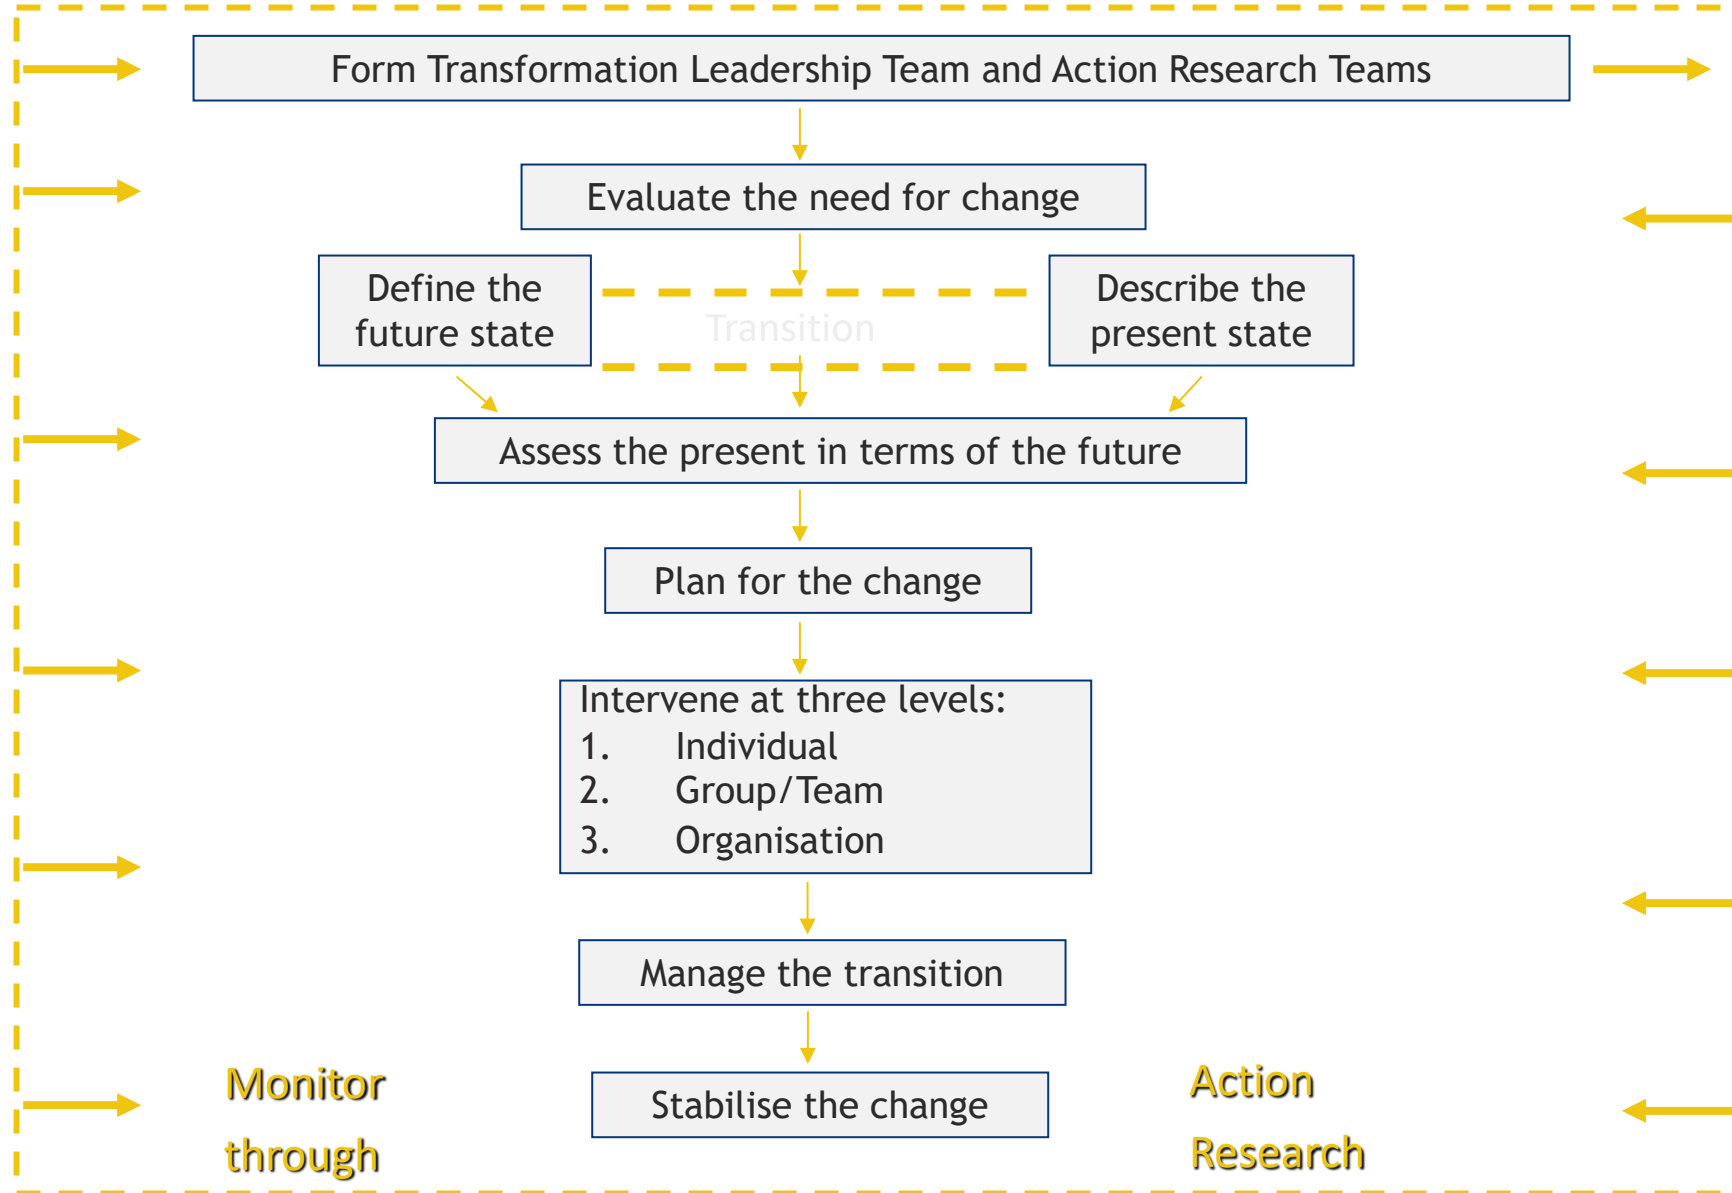 Form Transformation Leadership Team and Action Research Teams
Evaluate the need for change
Define the
future state
Transition
Describe the
present state
Assess the present in terms of the future
Plan for the change
Intervene at three levels:
1. Individual
2. Group/Team
3. Organisation
Manage the transition
Stabilise the change
Monitor
through
Action
Research